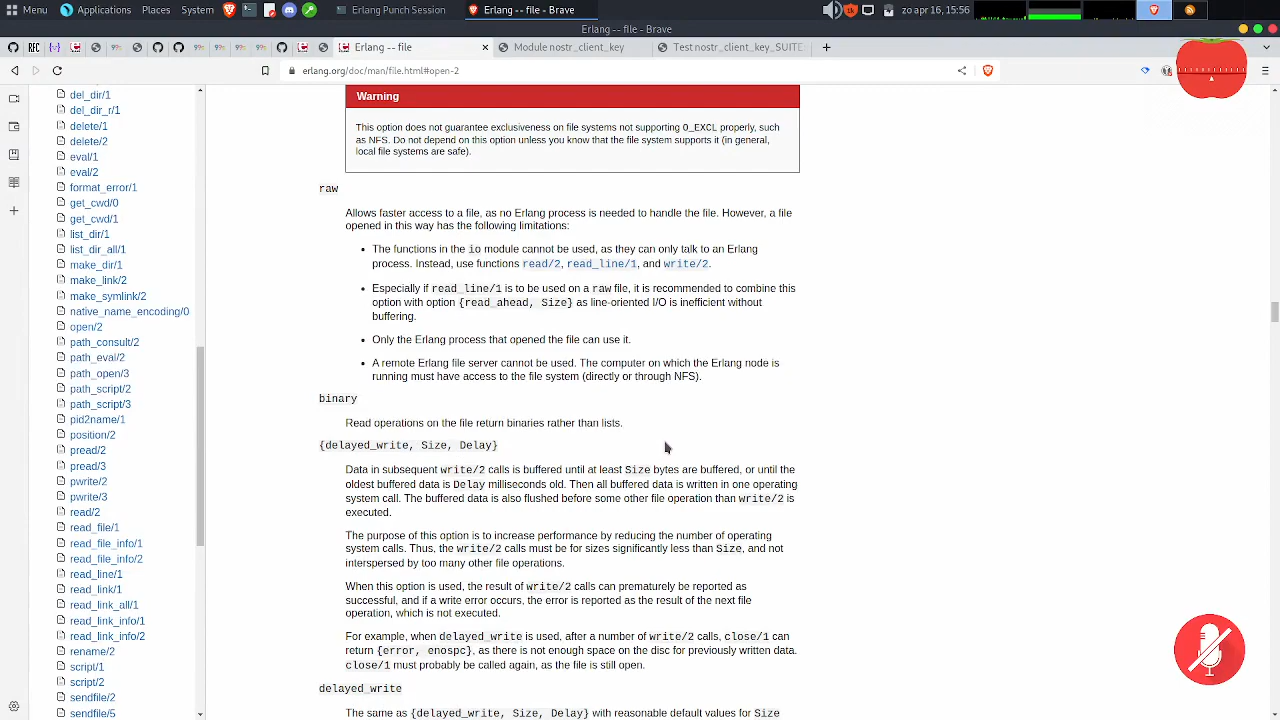 Menu
Applications
Places
System
Erlang Punch Session
Erlang -- file - Brave
zo apr 16, 15:56
Erlang -- file - Brave
Erlang -- file
Module nostr_client_key
Test nostr_client_key_SUITE
erlang.org/doc/man/file.html#open-2
del_dir/1
del_dir_r/1
delete/1
delete/2
eval/1
eval/2
format_error/1
get_cwd/0
get_cwd/1
list_dir/1
list_dir_all/1
make_dir/1
make_link/2
make_symlink/2
native_name_encoding/0
open/2
path_consult/2
path_eval/2
path_open/3
path_script/2
path_script/3
pid2name/1
position/2
pread/2
pread/3
pwrite/2
pwrite/3
read/2
read_file/1
read_file_info/1
read_file_info/2
read_line/1
read_link/1
read_link_all/1
read_link_info/1
read_link_info/2
rename/2
script/1
script/2
sendfile/2
sendfile/5
Warning
This option does not guarantee exclusiveness on file systems not supporting O_EXCL properly, such
as NFS. Do not depend on this option unless you know that the file system supports it (in general,
local file systems are safe).
raw
Allows faster access to a file, as no Erlang process is needed to handle the file. However, a file
opened in this way has the following limitations:
• The functions in the io module cannot be used, as they can only talk to an Erlang
process. Instead, use functions read/2, read_line/1, and write/2.
• Especially if read_line/1 is to be used on a raw file, it is recommended to combine this
option with option {read_ahead, Size} as line-oriented I/O is inefficient without
buffering.
• Only the Erlang process that opened the file can use it.
• A remote Erlang file server cannot be used. The computer on which the Erlang node is
running must have access to the file system (directly or through NFS).
binary
Read operations on the file return binaries rather than lists.
{delayed_write, Size, Delay}
Data in subsequent write/2 calls is buffered until at least Size bytes are buffered, or until the
oldest buffered data is Delay milliseconds old. Then all buffered data is written in one operating
system call. The buffered data is also flushed before some other file operation than write/2 is
executed.
The purpose of this option is to increase performance by reducing the number of operating
system calls. Thus, the write/2 calls must be for sizes significantly less than Size, and not
interspersed by too many other file operations.
When this option is used, the result of write/2 calls can prematurely be reported as
successful, and if a write error occurs, the error is reported as the result of the next file
operation, which is not executed.
For example, when delayed_write is used, after a number of write/2 calls, close/1 can
return {error, enospc}, as there is not enough space on the disc for previously written data.
close/1 must probably be called again, as the file is still open.
delayed_write
The same as {delayed_write, Size, Delay} with reasonable default values for Size